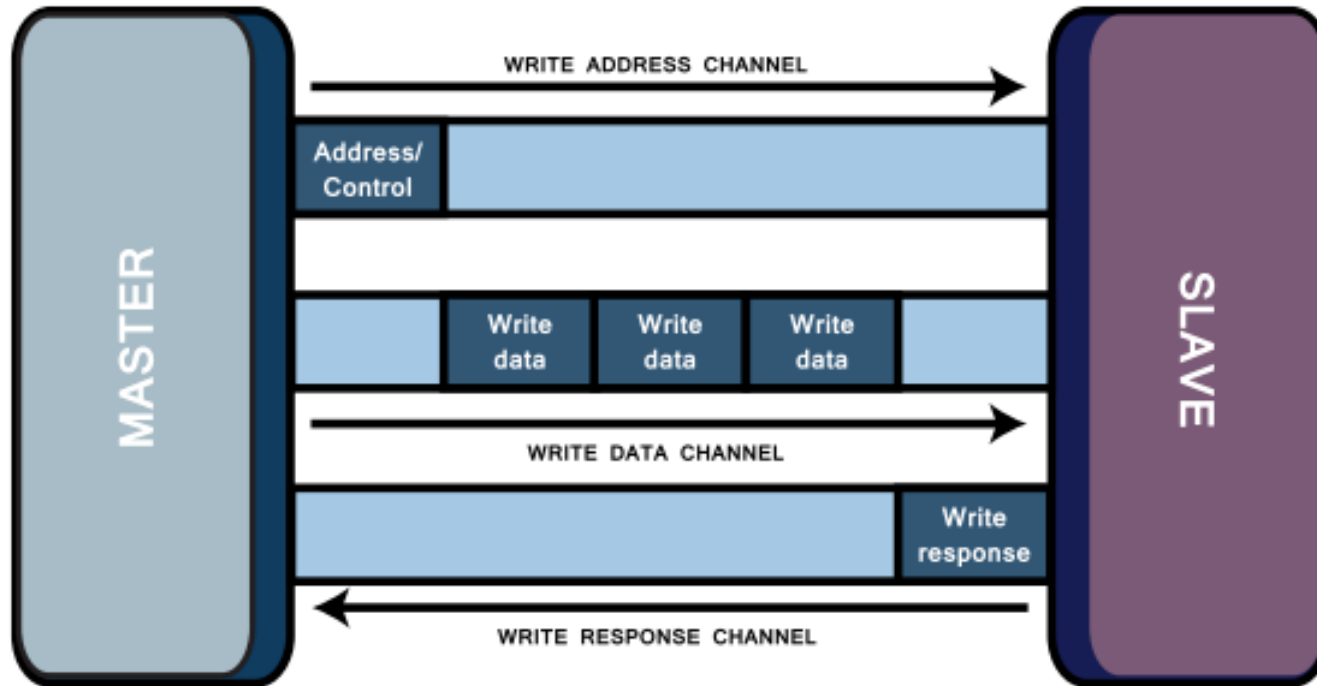 WRITE ADDRESS CHANNEL
Address/
Control
MASTER
SLAVE
Write
data
Write
data
Write
data
WRITE DATA CHANNEL
Write
response
WRITE RESPONSE CHANNEL